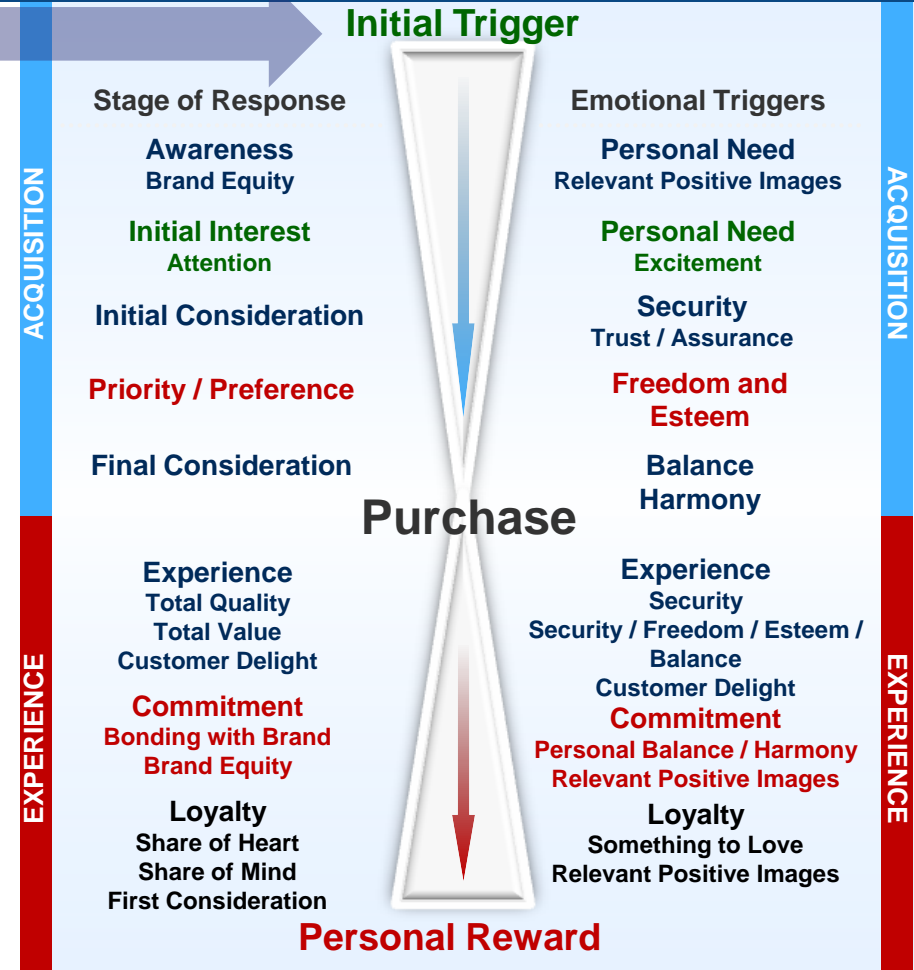 Initial Trigger
Stage of Response
Emotional Triggers
Awareness
Brand Equity
Personal Need
Relevant Positive Images
Initial Interest
Attention
Personal Need
Excitement
Initial Consideration
Security
Trust / Assurance
Priority / Preference
Freedom and
Esteem
Final Consideration
Balance
Harmony
ACQUISITION
ACQUISITION
Purchase
Experience
Total Quality
Total Value
Customer Delight
Experience
Security
Security / Freedom / Esteem /
Balance
Customer Delight
Commitment
Bonding with Brand
Brand Equity
Commitment
Personal Balance / Harmony
Relevant Positive Images
Loyalty
Share of Heart
Share of Mind
First Consideration
Loyalty
Something to Love
Relevant Positive Images
EXPERIENCE
EXPERIENCE
Personal Reward